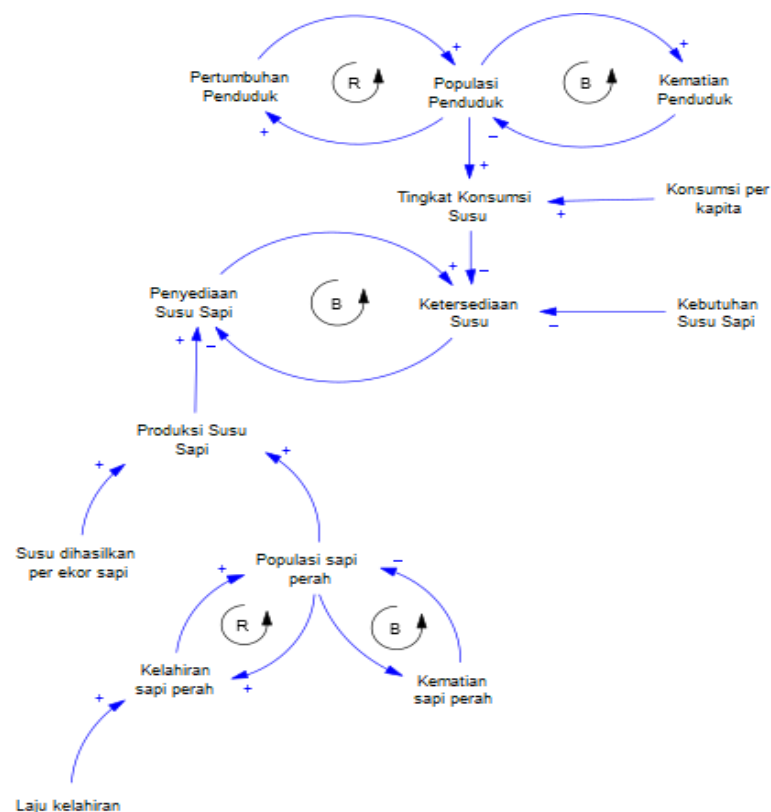 Pertumbuhan
Penduduk
+
R
+
Populasi
Penduduk
+
B
−
Kematian
Penduduk
+
+
Tingkat Konsumsi
Susu
+
Konsumsi per
kapita
−
Penyediaan
Susu Sapi
B
+
Ketersediaan
Susu
−
Kebutuhan
Susu Sapi
+
−
Produksi Susu
Sapi
+
+
Susu dihasilkan
per ekor sapi
Populasi sapi
perah
+
−
R
B
Kelahiran
sapi perah
+
Kematian
sapi perah
+
Laju kelahiran